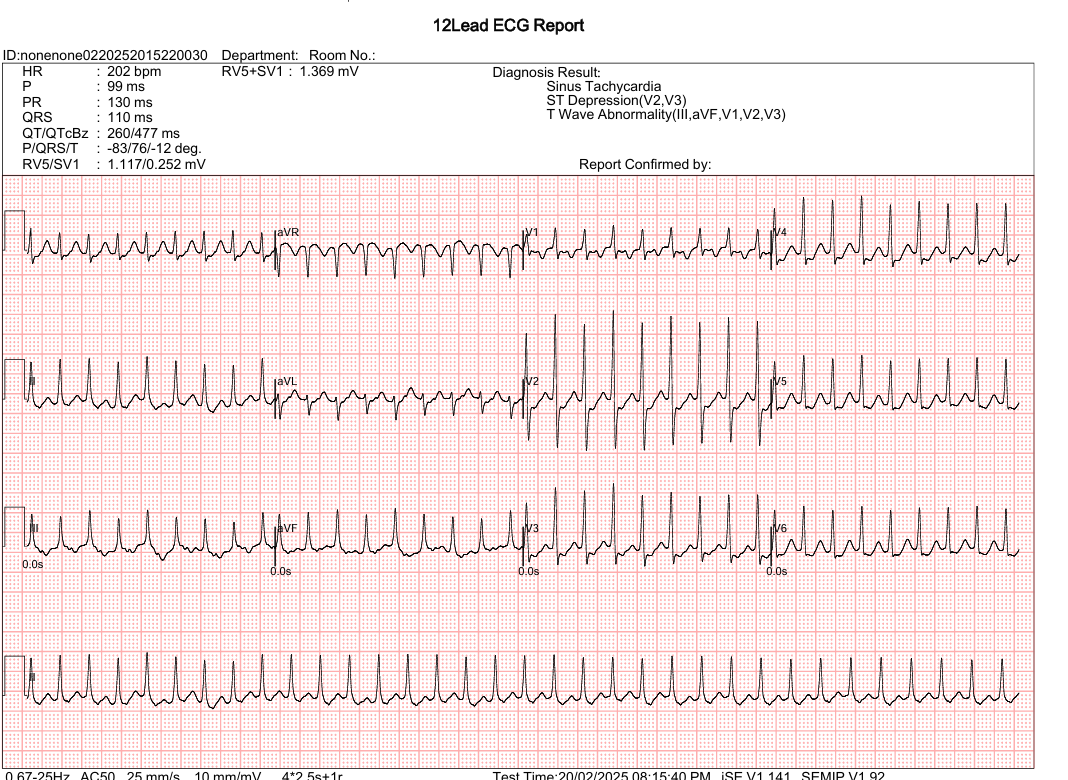 12Lead ECG Report
ID:nonenone0220252015220030 Department: Room No.:
HR : 202 bpm RV5+SV1 : 1.369 mV Diagnosis Result:
P : 99 ms Sinus Tachycardia
PR : 130 ms ST Depression(V2,V3)
QRS : 110 ms T Wave Abnormality(III,aVF,V1,V2,V3)
QT/QTcBz : 260/477 ms
P/QRS/T : -83/76/-12 deg.
RV5/SV1 : 1.117/0.252 mV Report Confirmed by:
aVR V1 V4
II aVL V2 V5
III aVF V3 V6
0.0s 0.0s 0.0s 0.0s
II
0.67-25Hz AC50 25 mm/s 10 mm/mV 4*2.5s+1r Test Time:20/02/2025 08:15:40 PM iSE V1.141 SEMIP V1.92